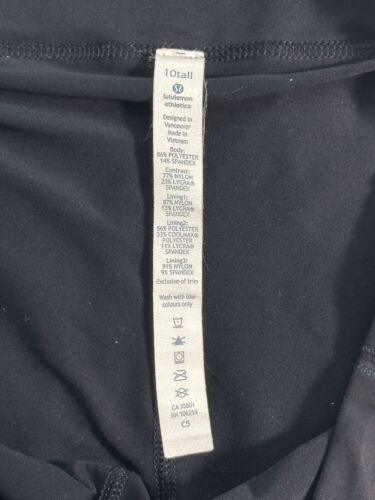 10tall
lululemon
athletica
Designed in
Vancouver
Made in
Vietnam
Body:
86% POLYESTER
14% SPANDEX
Contrast:
77% NYLON
23% LYCRA®
SPANDEX
Lining1:
87% NYLON
13% LYCRA®
SPANDEX
Lining2:
56% POLYESTER
33% COOLMAX®
POLYESTER
11% LYCRA®
SPANDEX
Lining3:
91% NYLON
9% SPANDEX
Exclusive of trim
Wash with like
colours only
CA 35801
RN 106259
C5